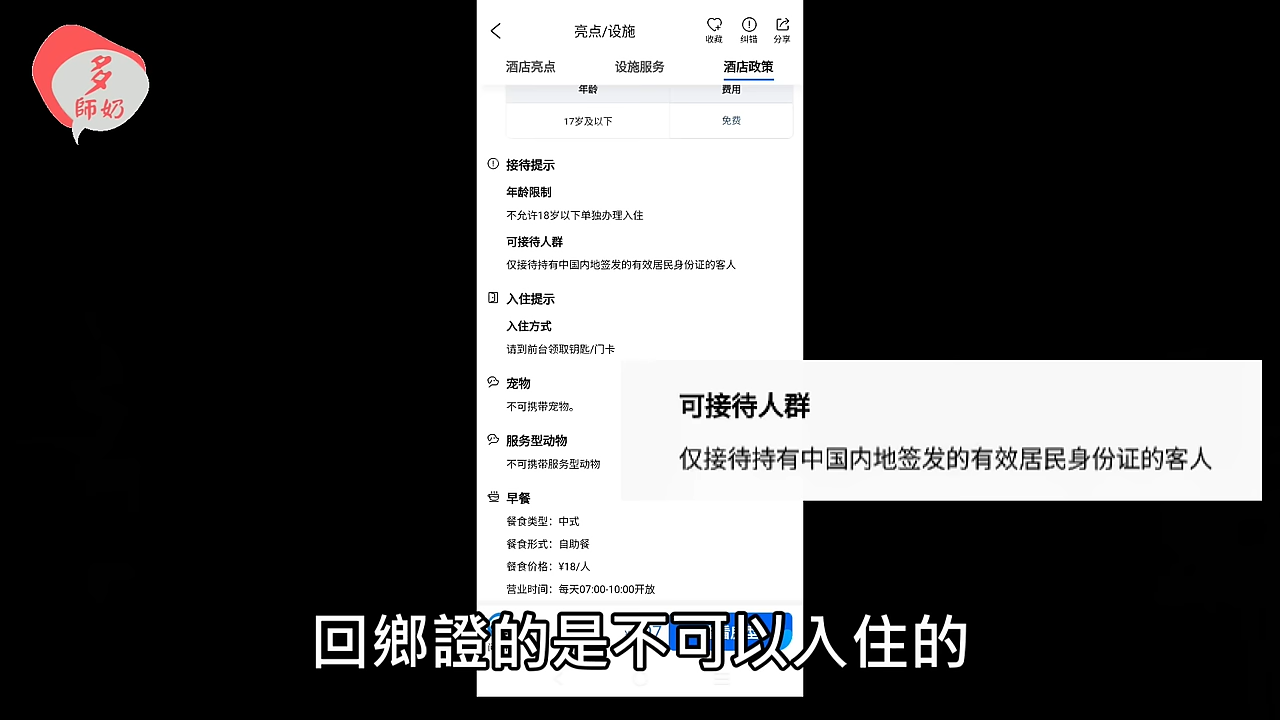 多
師奶
亮点/设施
收藏
纠错
分享
酒店亮点
设施服务
酒店政策
年龄
费用
17岁及以下
免费
接待提示
年龄限制
不允许18岁以下单独办理入住
可接待人群
仅接待持有中国内地签发的有效居民身份证的客人
入住提示
入住方式
请到前台领取钥匙/门卡
宠物
不可携带宠物。
可接待人群
仅接待持有中国内地签发的有效居民身份证的客人
服务型动物
不可携带服务型动物
早餐
餐食类型：中式
餐食形式：自助餐
餐食价格：¥18/人
营业时间：每天07:00-10:00开放
回鄉證的是不可以入住的